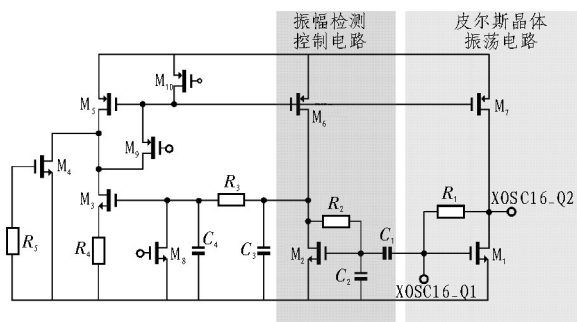 振幅检测
控制电路
皮尔斯晶体
振荡电路
M₁₀
M₅
M₆
M₇
M₉
M₄
M₃
R₃
R₂
R₁
XOSC16_Q2
R₅
R₄
M₈
C₄
C₃
M₂
C₁
C₂
M₁
XOSC16_Q1